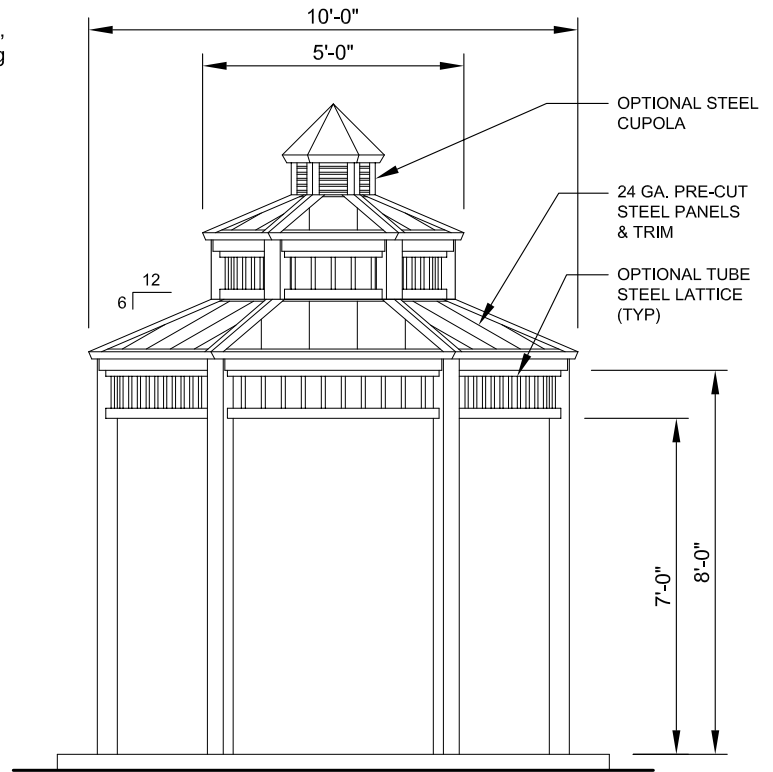 10'-0"
5'-0"
OPTIONAL STEEL
CUPOLA
24 GA. PRE-CUT
STEEL PANELS
& TRIM
12
6
OPTIONAL TUBE
STEEL LATTICE
(TYP)
7'-0"
8'-0"